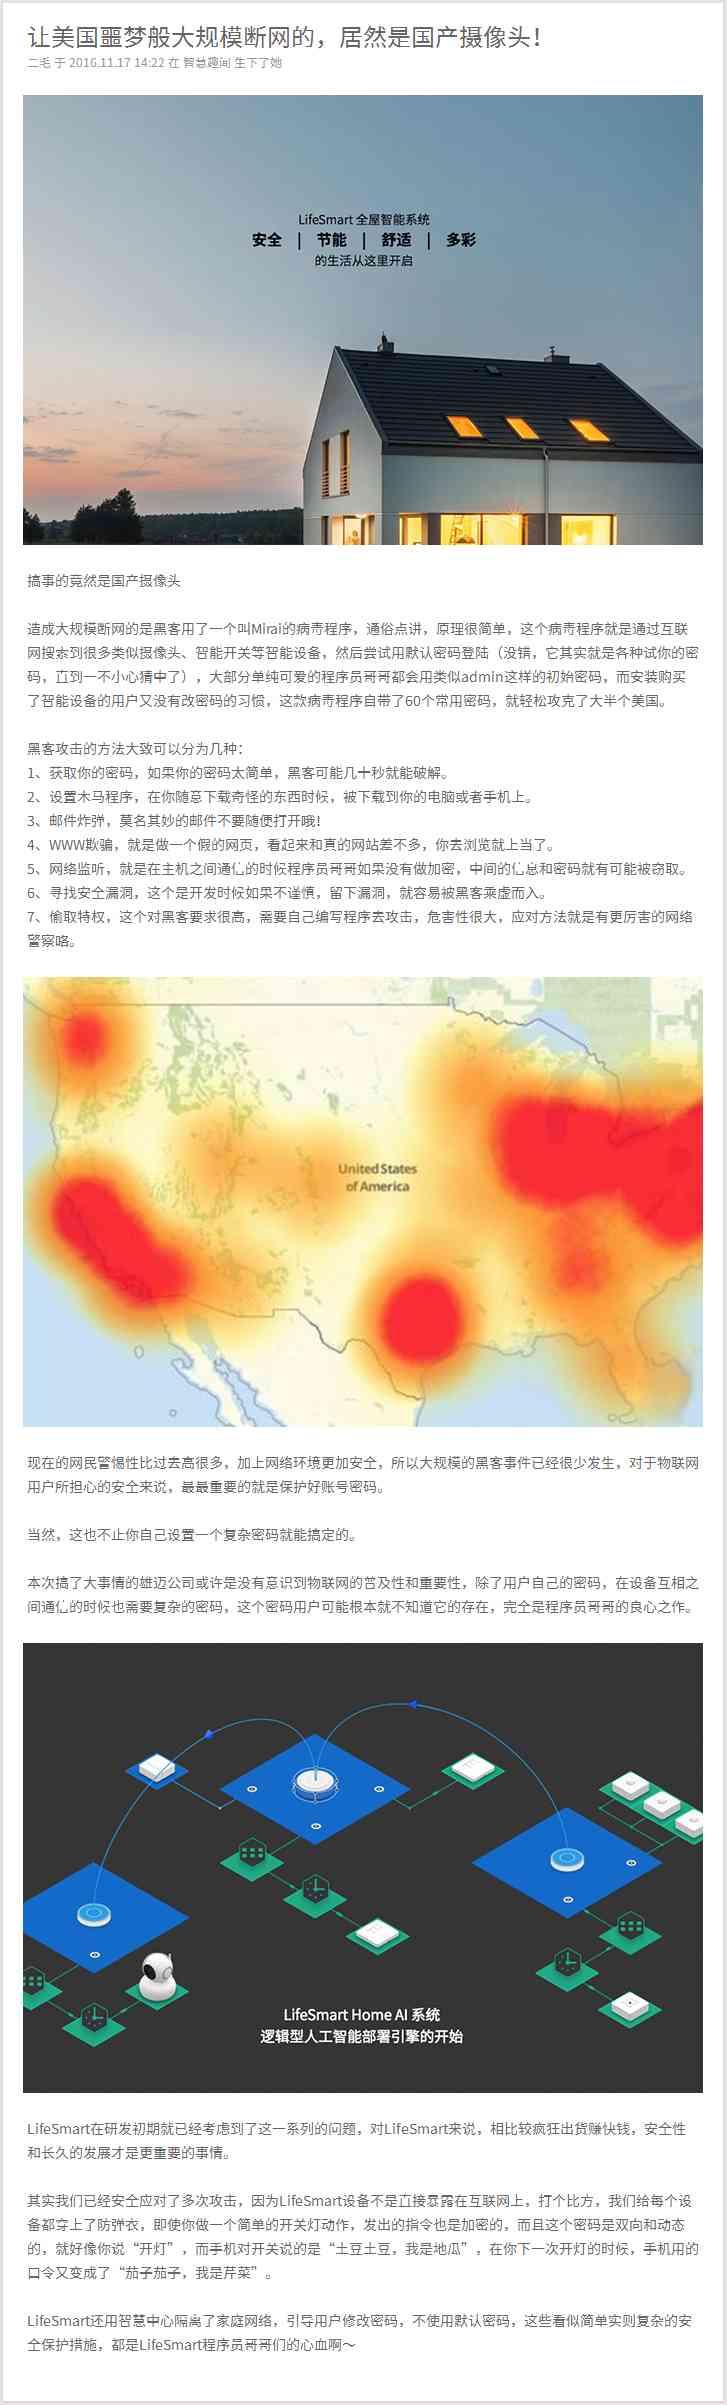 让美国噩梦般大规模断网的，居然是国产摄像头！
二毛 于 2016.11.17 14:22 在 智慧趣闻 生下了她
LifeSmart 全屋智能系统
安全 | 节能 | 舒适 | 多彩
的生活从这里开启
搞事的竟然是国产摄像头
造成大规模断网的是黑客用了一个叫Mirai的病毒程序，通俗点讲，原理很简单，这个病毒程序就是通过互联
网搜索到很多类似摄像头、智能开关等智能设备，然后尝试用默认密码登陆（没错，它其实就是各种试你的密
码，直到一不小心猜中了），大部分单纯可爱的程序员哥哥都会用类似admin这样的初始密码，而安装购买
了智能设备的用户又没有改密码的习惯，这款病毒程序自带了60个常用密码，就轻松攻克了大半个美国。
黑客攻击的方法大致可以分为几种：
1、获取你的密码，如果你的密码太简单，黑客可能几十秒就能破解。
2、设置木马程序，在你随意下载奇怪的东西时候，被下载到你的电脑或者手机上。
3、邮件炸弹，莫名其妙的邮件不要随便打开哦！
4、WWW欺骗，就是做一个假的网页，看起来和真的网站差不多，你去浏览就上当了。
5、网络监听，就是在主机之间通信的时候程序员哥哥如果没有做加密，中间的信息和密码就有可能被窃取。
6、寻找安全漏洞，这个是开发时候如果不谨慎，留下漏洞，就容易被黑客乘虚而入。
7、偷取特权，这个对黑客要求很高，需要自己编写程序去攻击，危害性很大，应对方法就是有更厉害的网络
警察咯。
United States
of America
现在的网民警惕性比过去高很多，加上网络环境更加安全，所以大规模的黑客事件已经很少发生，对于物联网
用户所担心的安全来说，最最重要的就是保护好账号密码。
当然，这也不止你自己设置一个复杂密码就能搞定的。
本次搞了大事情的雄迈公司或许是没有意识到物联网的普及性和重要性，除了用户自己的密码，在设备互相之
间通信的时候也需要复杂的密码，这个密码用户可能根本就不知道它的存在，完全是程序员哥哥的良心之作。
LifeSmart Home AI 系统
逻辑型人工智能部署引擎的开始
LifeSmart在研发初期就已经考虑到了这一系列的问题，对LifeSmart来说，相比较疯狂出货赚快钱，安全性
和长久的发展才是更重要的事情。
其实我们已经安全应对了多次攻击，因为LifeSmart设备不是直接暴露在互联网上，打个比方，我们给每个设
备都穿上了防弹衣，即使你做一个简单的开关灯动作，发出的指令也是加密的，而且这个密码是双向和动态
的，就好像你说“开灯”，而手机对开关说的是“土豆土豆，我是地瓜”，在你下一次开灯的时候，手机用的
口令又变成了“茄子茄子，我是芹菜”。
LifeSmart还用智慧中心隔离了家庭网络，引导用户修改密码，不使用默认密码，这些看似简单实则复杂的安
全保护措施，都是LifeSmart程序员哥哥们的心血啊～